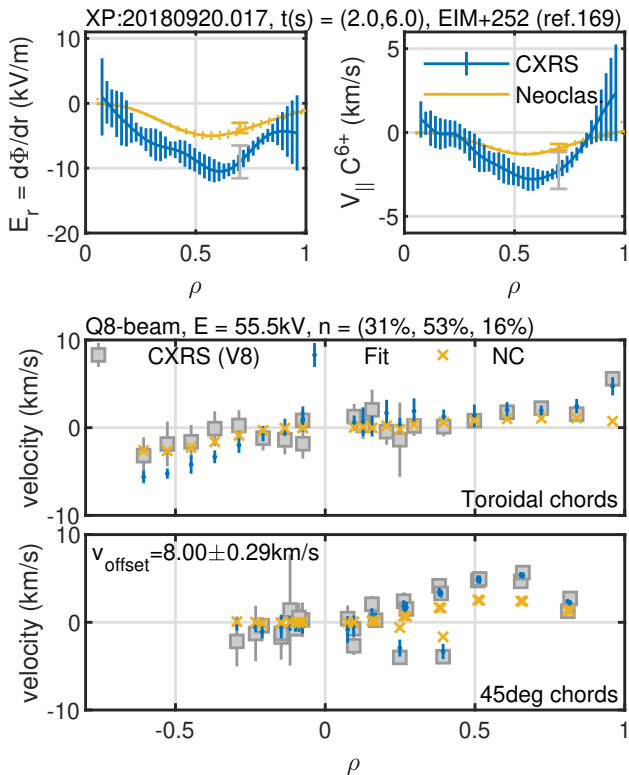 XP:20180920.017, t(s) = (2.0,6.0), EIM+252 (ref.169)
E_r = dΦ/dr (kV/m)
10
0
-10
-20
0
0.5
1
ρ
V_|| C^6+ (km/s)
5
0
-5
0
0.5
1
ρ
CXRS
Neoclas.
Q8-beam, E = 55.5kV, n = (31%, 53%, 16%)
CXRS (V8)
Fit
NC
velocity (km/s)
10
0
-10
Toroidal chords
velocity (km/s)
10
0
-10
v_offset=8.00±0.29km/s
45deg chords
-0.5
0
0.5
1
ρ